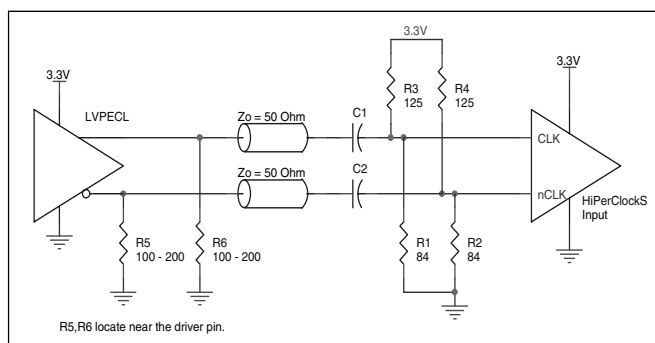 3.3V
3.3V
3.3V
LVPECL
Zo = 50 Ohm
C1
R3
125
R4
125
CLK
Zo = 50 Ohm
C2
nCLK
HiPerClockS
Input
R5
100 - 200
R6
100 - 200
R1
84
R2
84
R5,R6 locate near the driver pin.